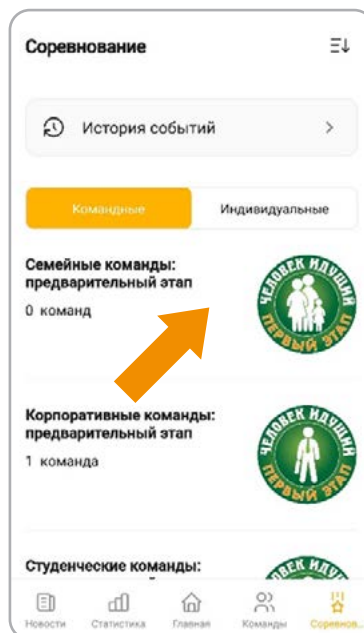 Соревнование
История событий
Командные
Индивидуальные
Семейные команды:
предварительный этап
0 команд
ЧЕЛОВЕК ИДУЩИЙ
ПЕРВЫЙ ЭТАП
Корпоративные команды:
предварительный этап
1 команда
ЧЕЛОВЕК ИДУЩИЙ
ПЕРВЫЙ ЭТАП
Студенческие команды:
Новости
Статистика
Главная
Команды
Соревнов...